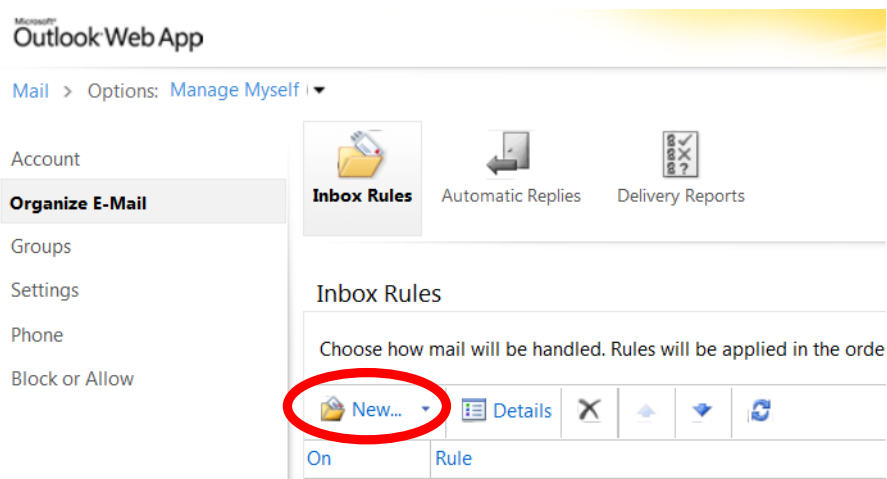 Microsoft
Outlook Web App
Mail > Options: Manage Myself
Account
Organize E-Mail
Groups
Settings
Phone
Block or Allow
Inbox Rules
Automatic Replies
Delivery Reports
Inbox Rules
Choose how mail will be handled. Rules will be applied in the orde
New... Details
On Rule